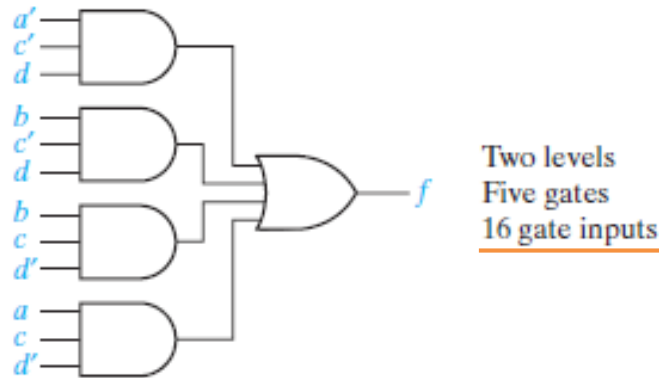 a′
c′
d
b
c′
d
b
c
d′
a
c
d′
f
Two levels
Five gates
16 gate inputs